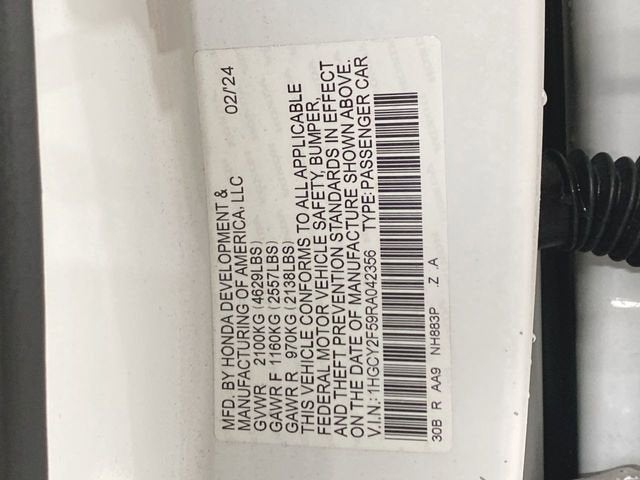 MFD. BY HONDA DEVELOPMENT & 02/'24
MANUFACTURING OF AMERICA, LLC
GVWR 2100KG (4629LBS)
GAWR F 1160KG (2557LBS)
GAWR R 970KG (2138LBS)
THIS VEHICLE CONFORMS TO ALL APPLICABLE
FEDERAL MOTOR VEHICLE SAFETY, BUMPER,
AND THEFT PREVENTION STANDARDS IN EFFECT
ON THE DATE OF MANUFACTURE SHOWN ABOVE.
V.I.N.: 1HGCY2F59RA042356 TYPE: PASSENGER CAR
30B R AA9 NH883P Z .A